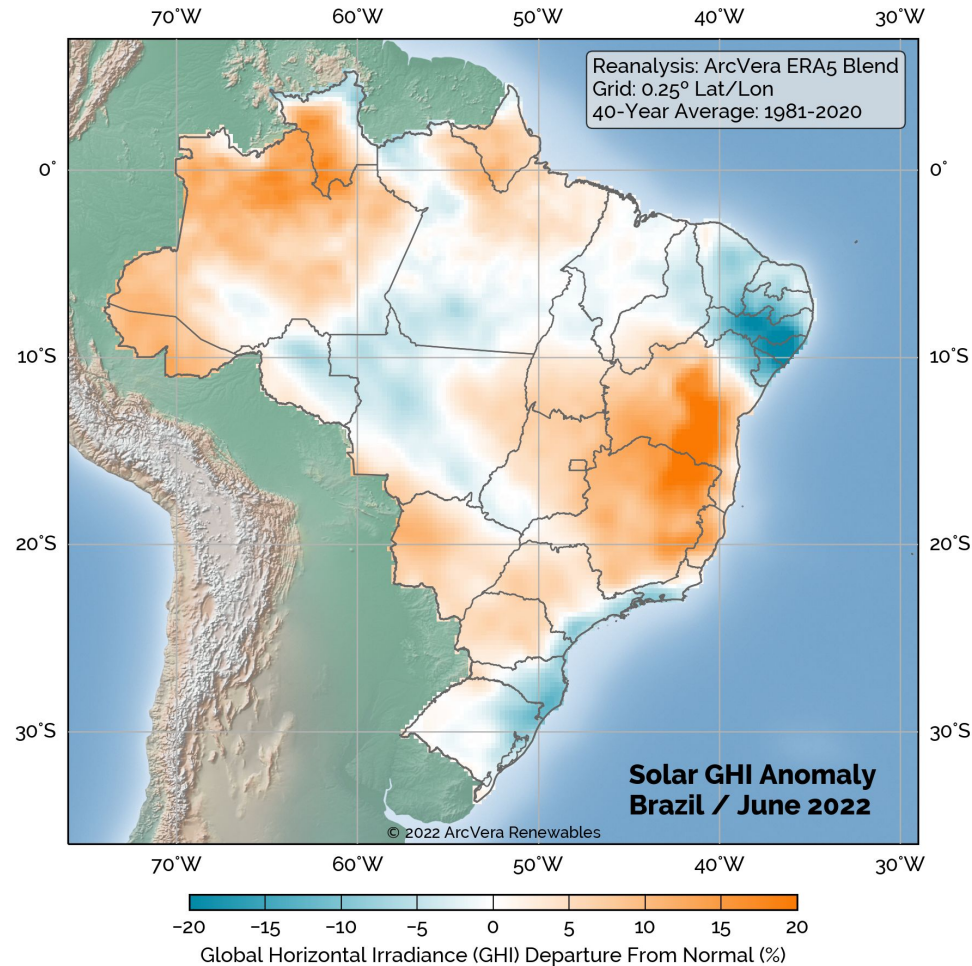 70°W 60°W 50°W 40°W 30°W
Reanalysis: ArcVera ERA5 Blend
Grid: 0.25º Lat/Lon
40-Year Average: 1981-2020
0° 0°
10°S 10°S
20°S 20°S
30°S 30°S
Solar GHI Anomaly
Brazil / June 2022
© 2022 ArcVera Renewables
70°W 60°W 50°W 40°W 30°W
−20 −15 −10 −5 0 5 10 15 20
Global Horizontal Irradiance (GHI) Departure From Normal (%)